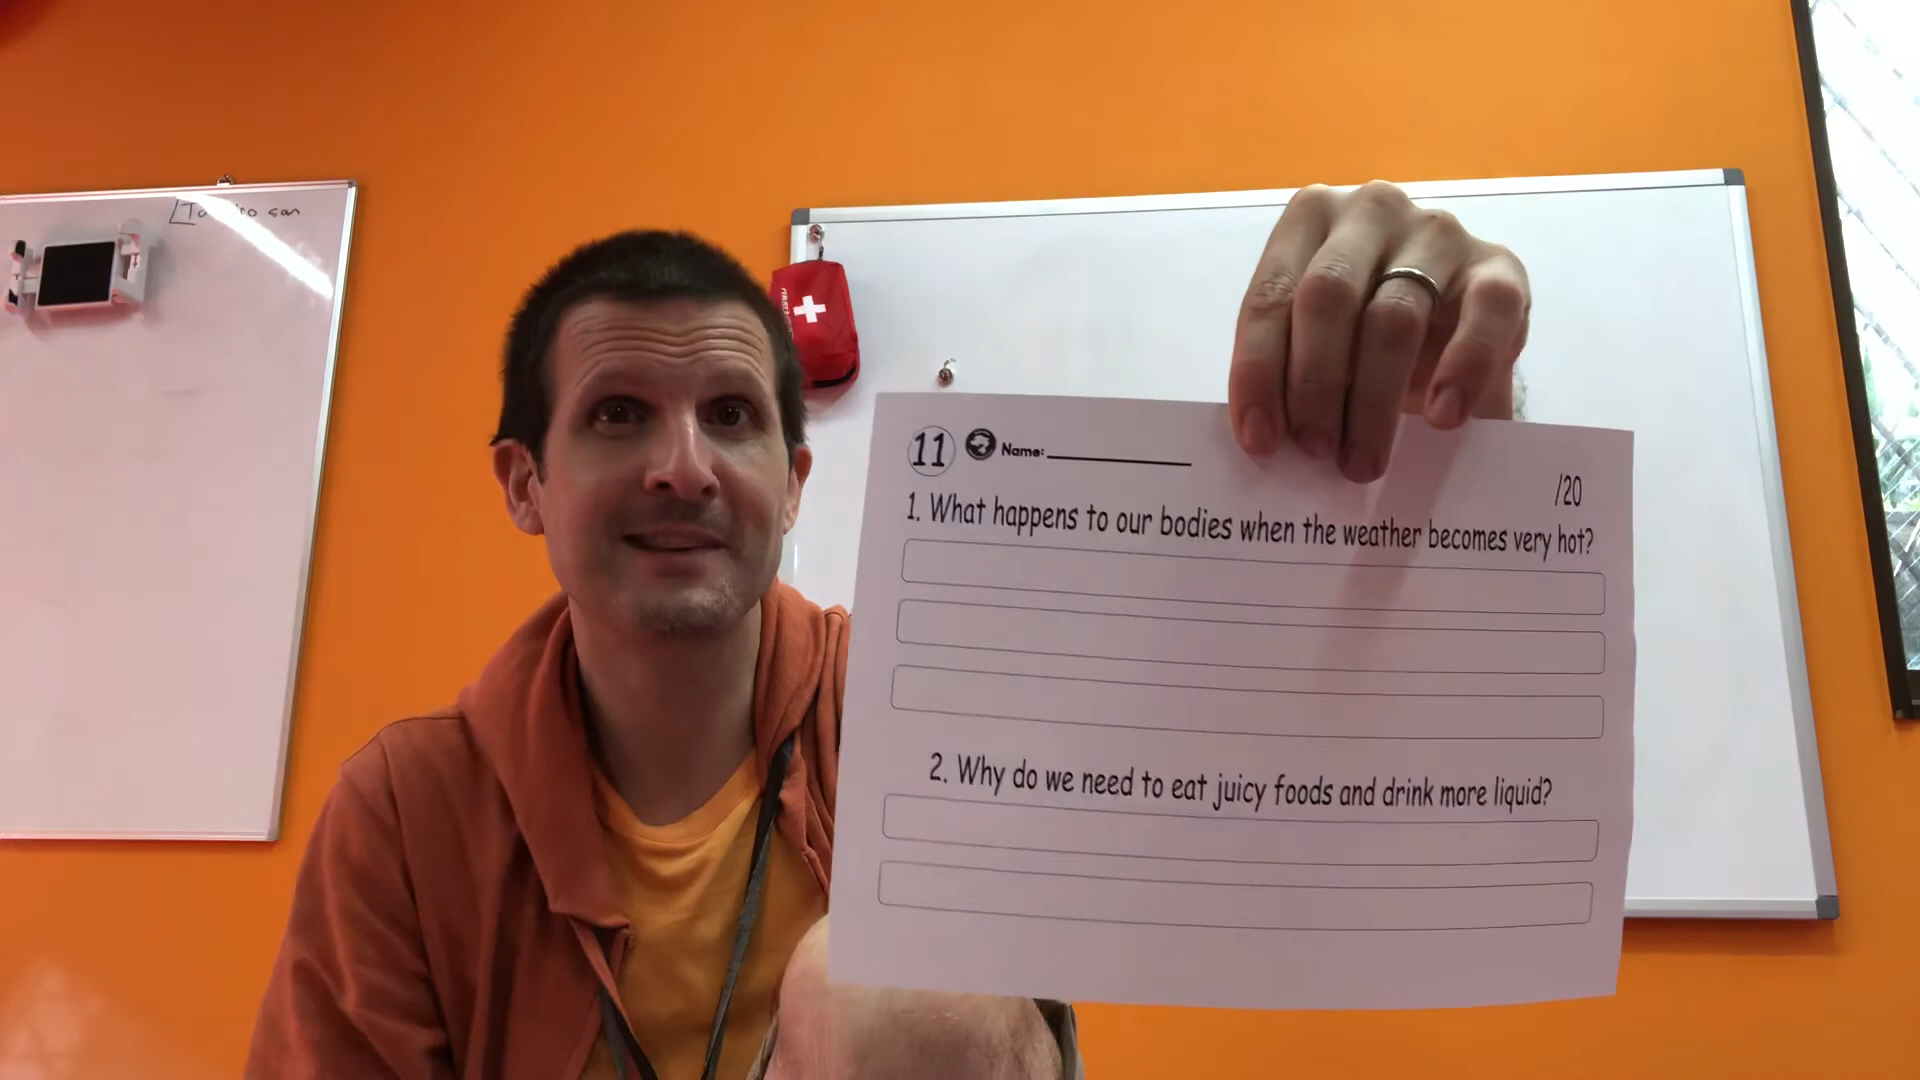 san
11 Name:
/20
1. What happens to our bodies when the weather becomes very hot?
2. Why do we need to eat juicy foods and drink more liquid?